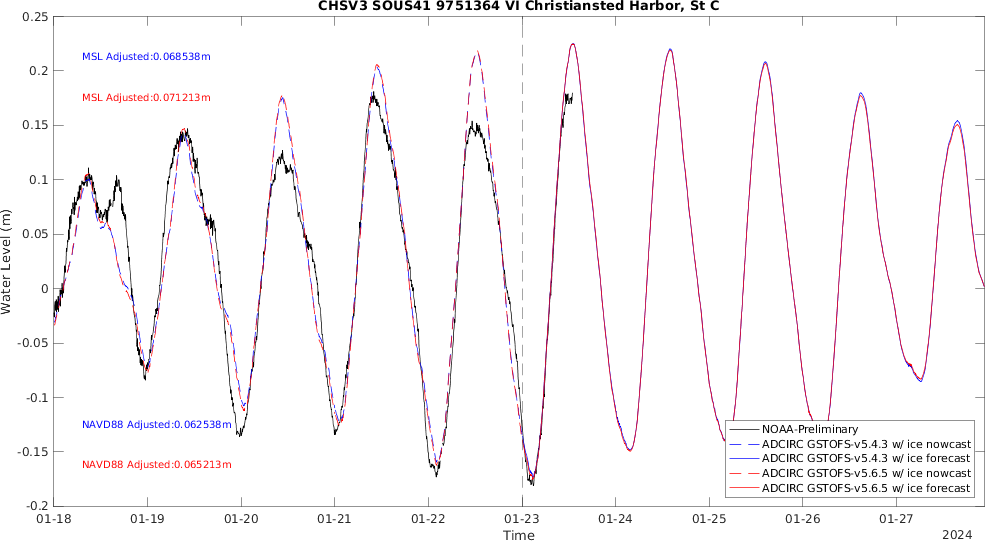 CHSV3 SOUS41 9751364 VI Christiansted Harbor, St C
0.25
0.2
0.15
0.1
0.05
0
-0.05
-0.1
-0.15
-0.2
Water Level (m)
MSL Adjusted:0.068538m
MSL Adjusted:0.071213m
NAVD88 Adjusted:0.062538m
NAVD88 Adjusted:0.065213m
NOAA-Preliminary
ADCIRC GSTOFS-v5.4.3 w/ ice nowcast
ADCIRC GSTOFS-v5.4.3 w/ ice forecast
ADCIRC GSTOFS-v5.6.5 w/ ice nowcast
ADCIRC GSTOFS-v5.6.5 w/ ice forecast
01-18 01-19 01-20 01-21 01-22 01-23 01-24 01-25 01-26 01-27
Time
2024